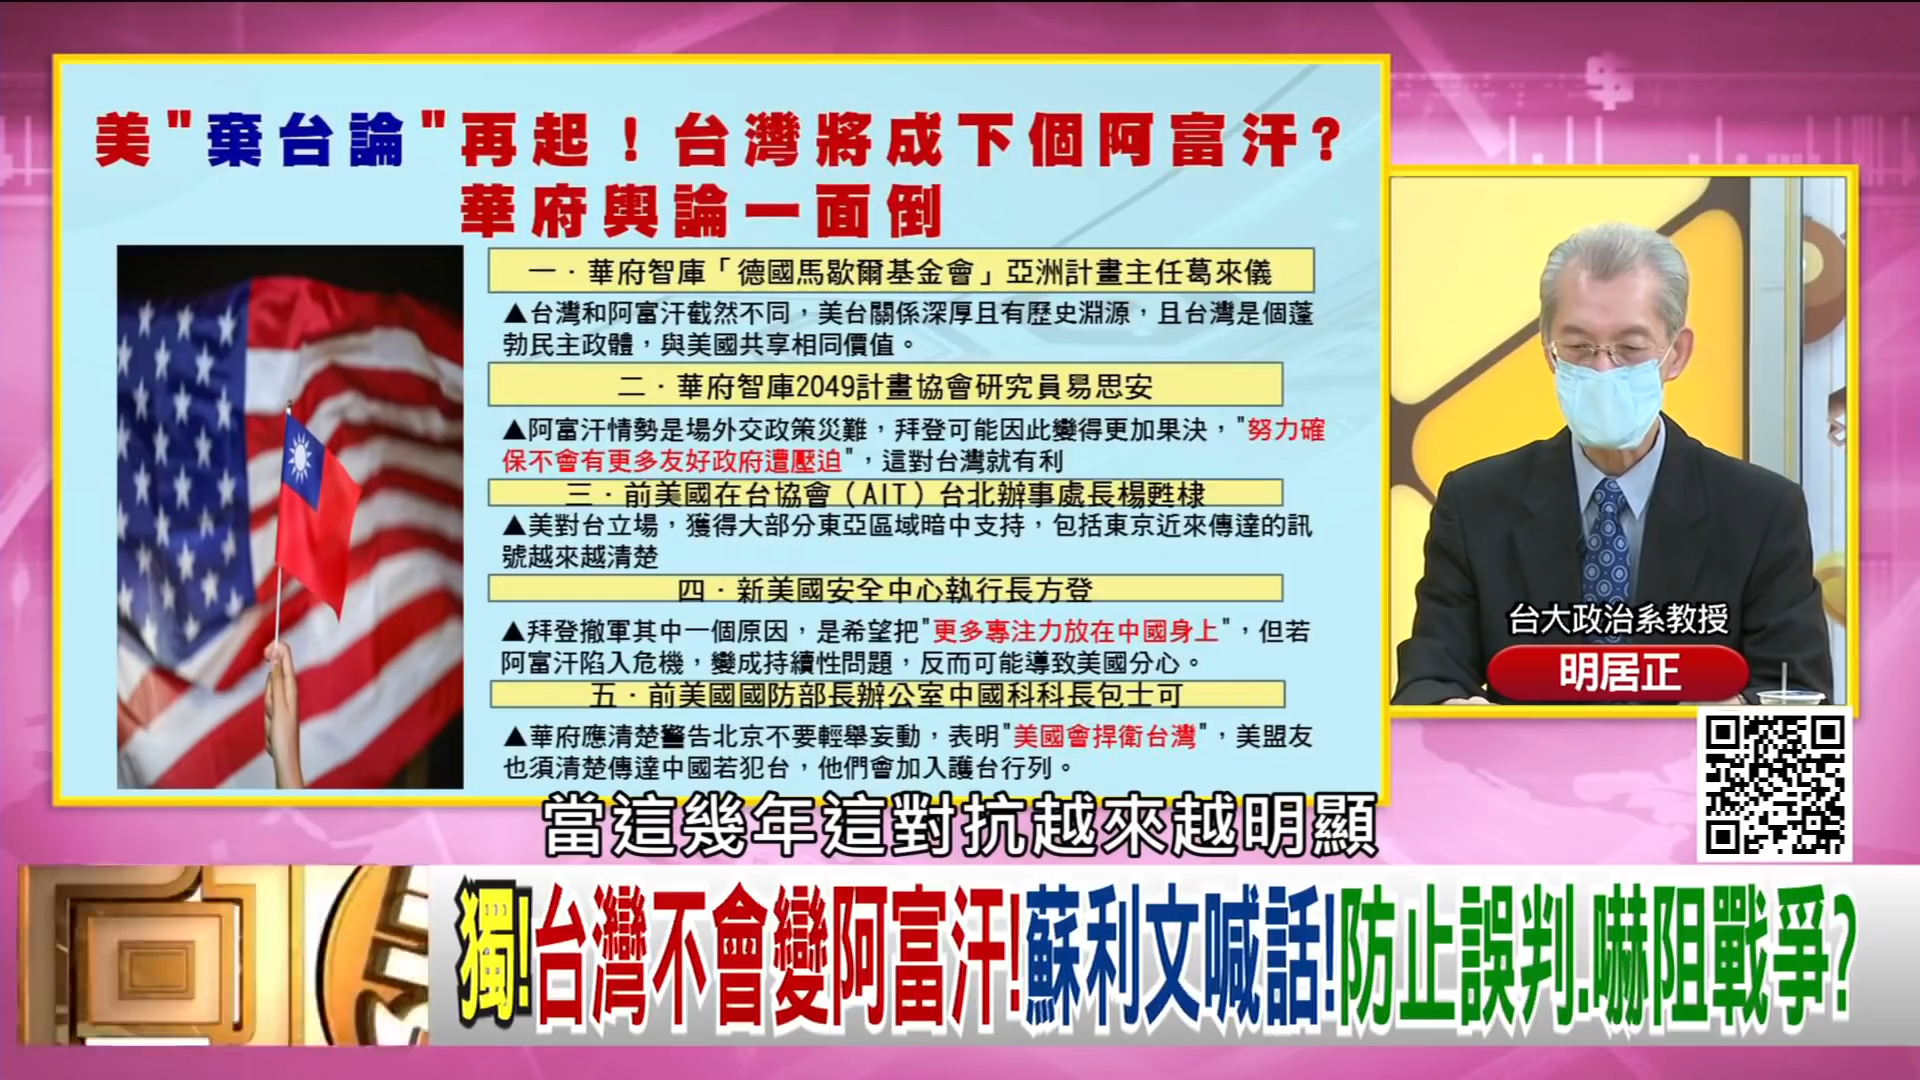 美"棄台論"再起！台灣將成下個阿富汗？
華府輿論一面倒
一．華府智庫「德國馬歇爾基金會」亞洲計畫主任葛來儀
▲台灣和阿富汗截然不同，美台關係深厚且有歷史淵源，且台灣是個蓬
勃民主政體，與美國共享相同價值。
二．華府智庫2049計畫協會研究員易思安
▲阿富汗情勢是場外交政策災難，拜登可能因此變得更加果決，"努力確
保不會有更多友好政府遭壓迫"，這對台灣就有利
三．前美國在台協會（AIT）台北辦事處長楊甦棣
▲美對台立場，獲得大部分東亞區域暗中支持，包括東京近來傳達的訊
號越來越清楚
四．新美國安全中心執行長方登
▲拜登撤軍其中一個原因，是希望把"更多專注力放在中國身上"，但若
阿富汗陷入危機，變成持續性問題，反而可能導致美國分心。
五．前美國國防部長辦公室中國科科長包士可
▲華府應清楚警告北京不要輕舉妄動，表明"美國會捍衛台灣"，美盟友
也須清楚傳達中國若犯台，他們會加入護台行列。
台大政治系教授
明居正
當這幾年這對抗越來越明顯
獨!台灣不會變阿富汗!蘇利文喊話!防止誤判.嚇阻戰爭?